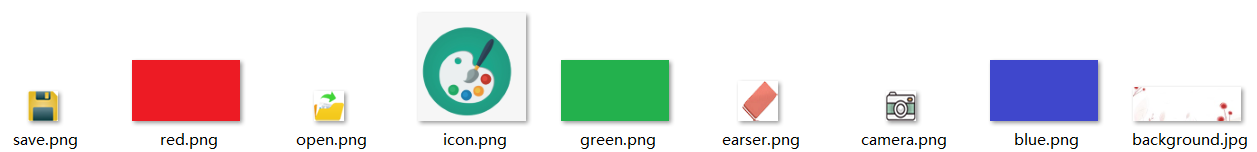 save.png
red.png
open.png
icon.png
green.png
earser.png
camera.png
blue.png
background.jpg